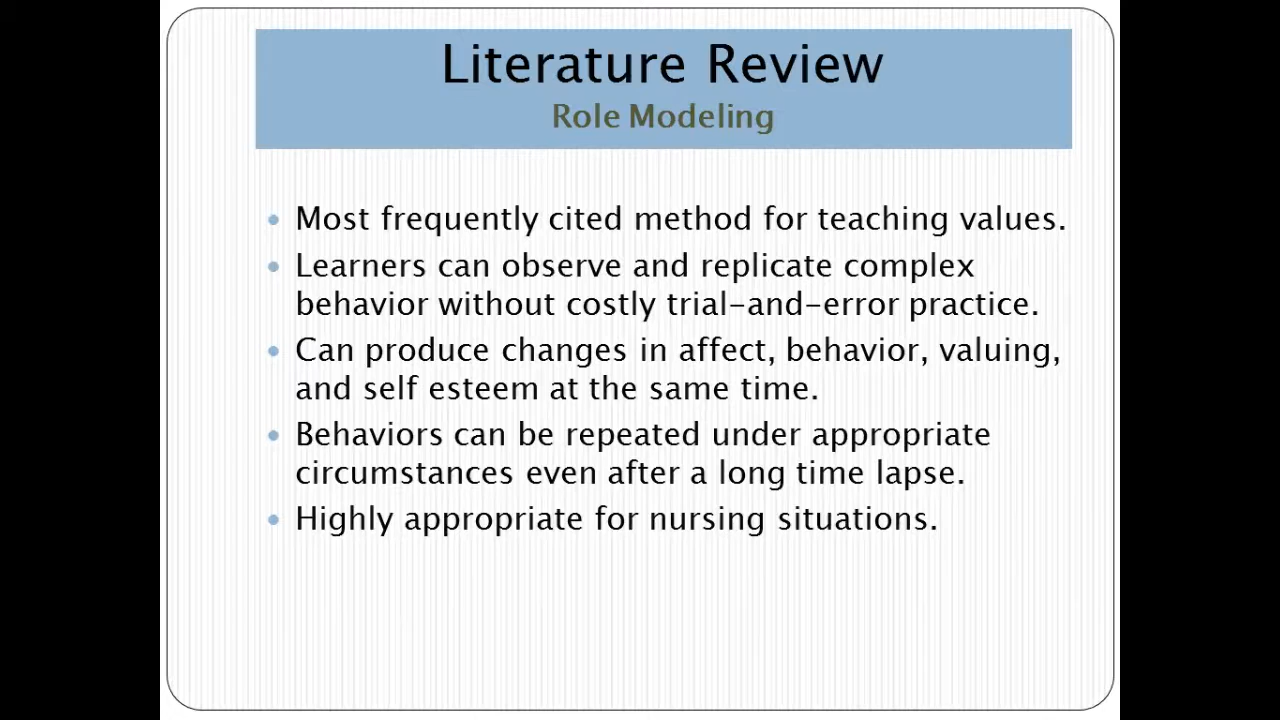 Literature Review
Role Modeling
• Most frequently cited method for teaching values.
• Learners can observe and replicate complex
behavior without costly trial-and-error practice.
• Can produce changes in affect, behavior, valuing,
and self esteem at the same time.
• Behaviors can be repeated under appropriate
circumstances even after a long time lapse.
• Highly appropriate for nursing situations.